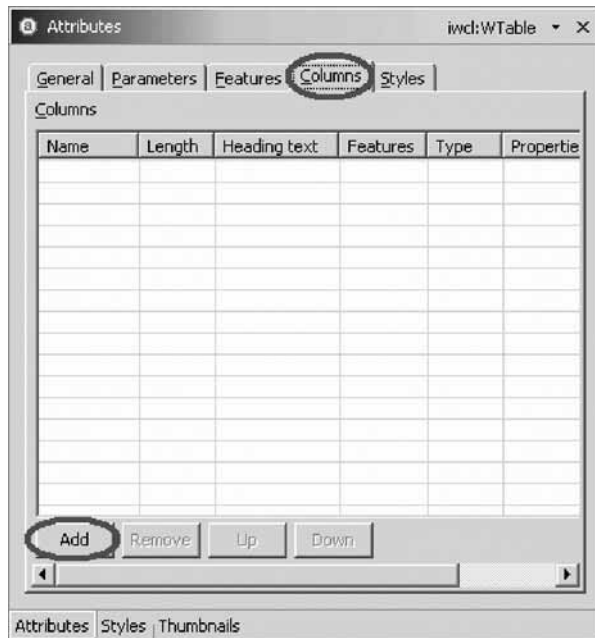 a Attributes iwcl:WTable
General Parameters Features Columns Styles
Columns
Name Length Heading text Features Type Propertie
Add Remove Up Down
Attributes Styles Thumbnails